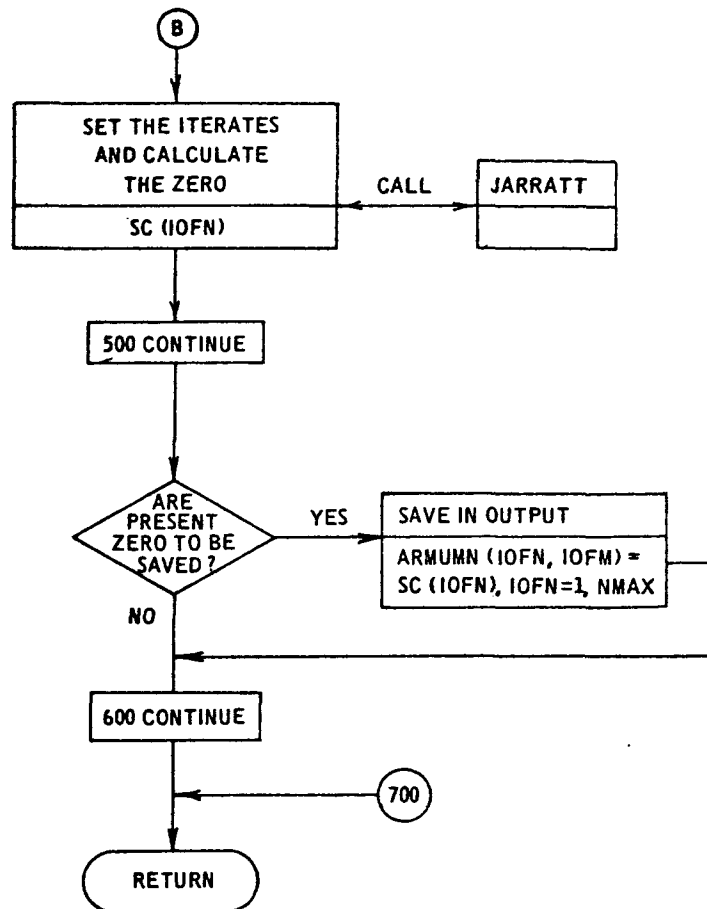 B
SET THE ITERATES
AND CALCULATE
THE ZERO
SC (IOFN)
CALL
JARRATT
500 CONTINUE
ARE
PRESENT
ZERO TO BE
SAVED?
YES
NO
SAVE IN OUTPUT
ARMUMN (IOFN, IOFM) =
SC (IOFN), IOFN=1, NMAX
600 CONTINUE
700
RETURN